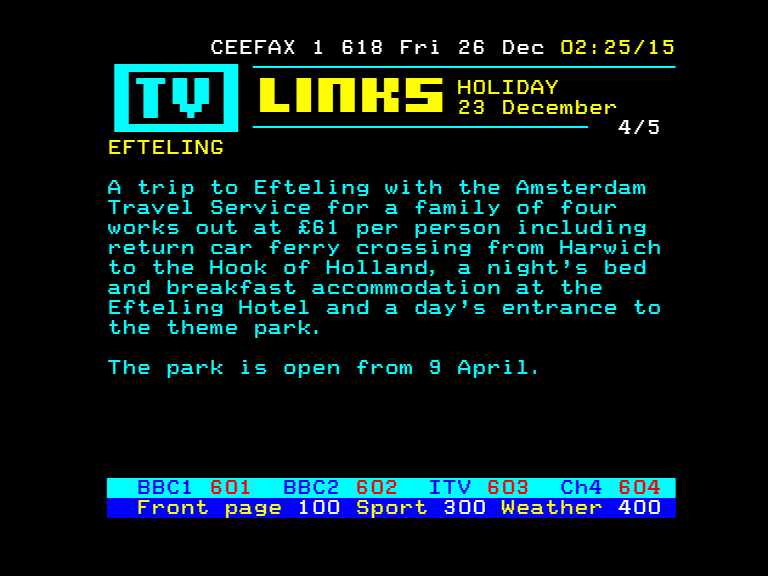 CEEFAX 1 618 Fri 26 Dec 02:25/15
TV LINKS HOLIDAY
23 December
4/5
EFTELING
A trip to Efteling with the Amsterdam
Travel Service for a family of four
works out at £61 per person including
return car ferry crossing from Harwich
to the Hook of Holland, a night's bed
and breakfast accommodation at the
Efteling Hotel and a day's entrance to
the theme park.
The park is open from 9 April.
BBC1 601 BBC2 602 ITV 603 Ch4 604
Front page 100 Sport 300 Weather 400